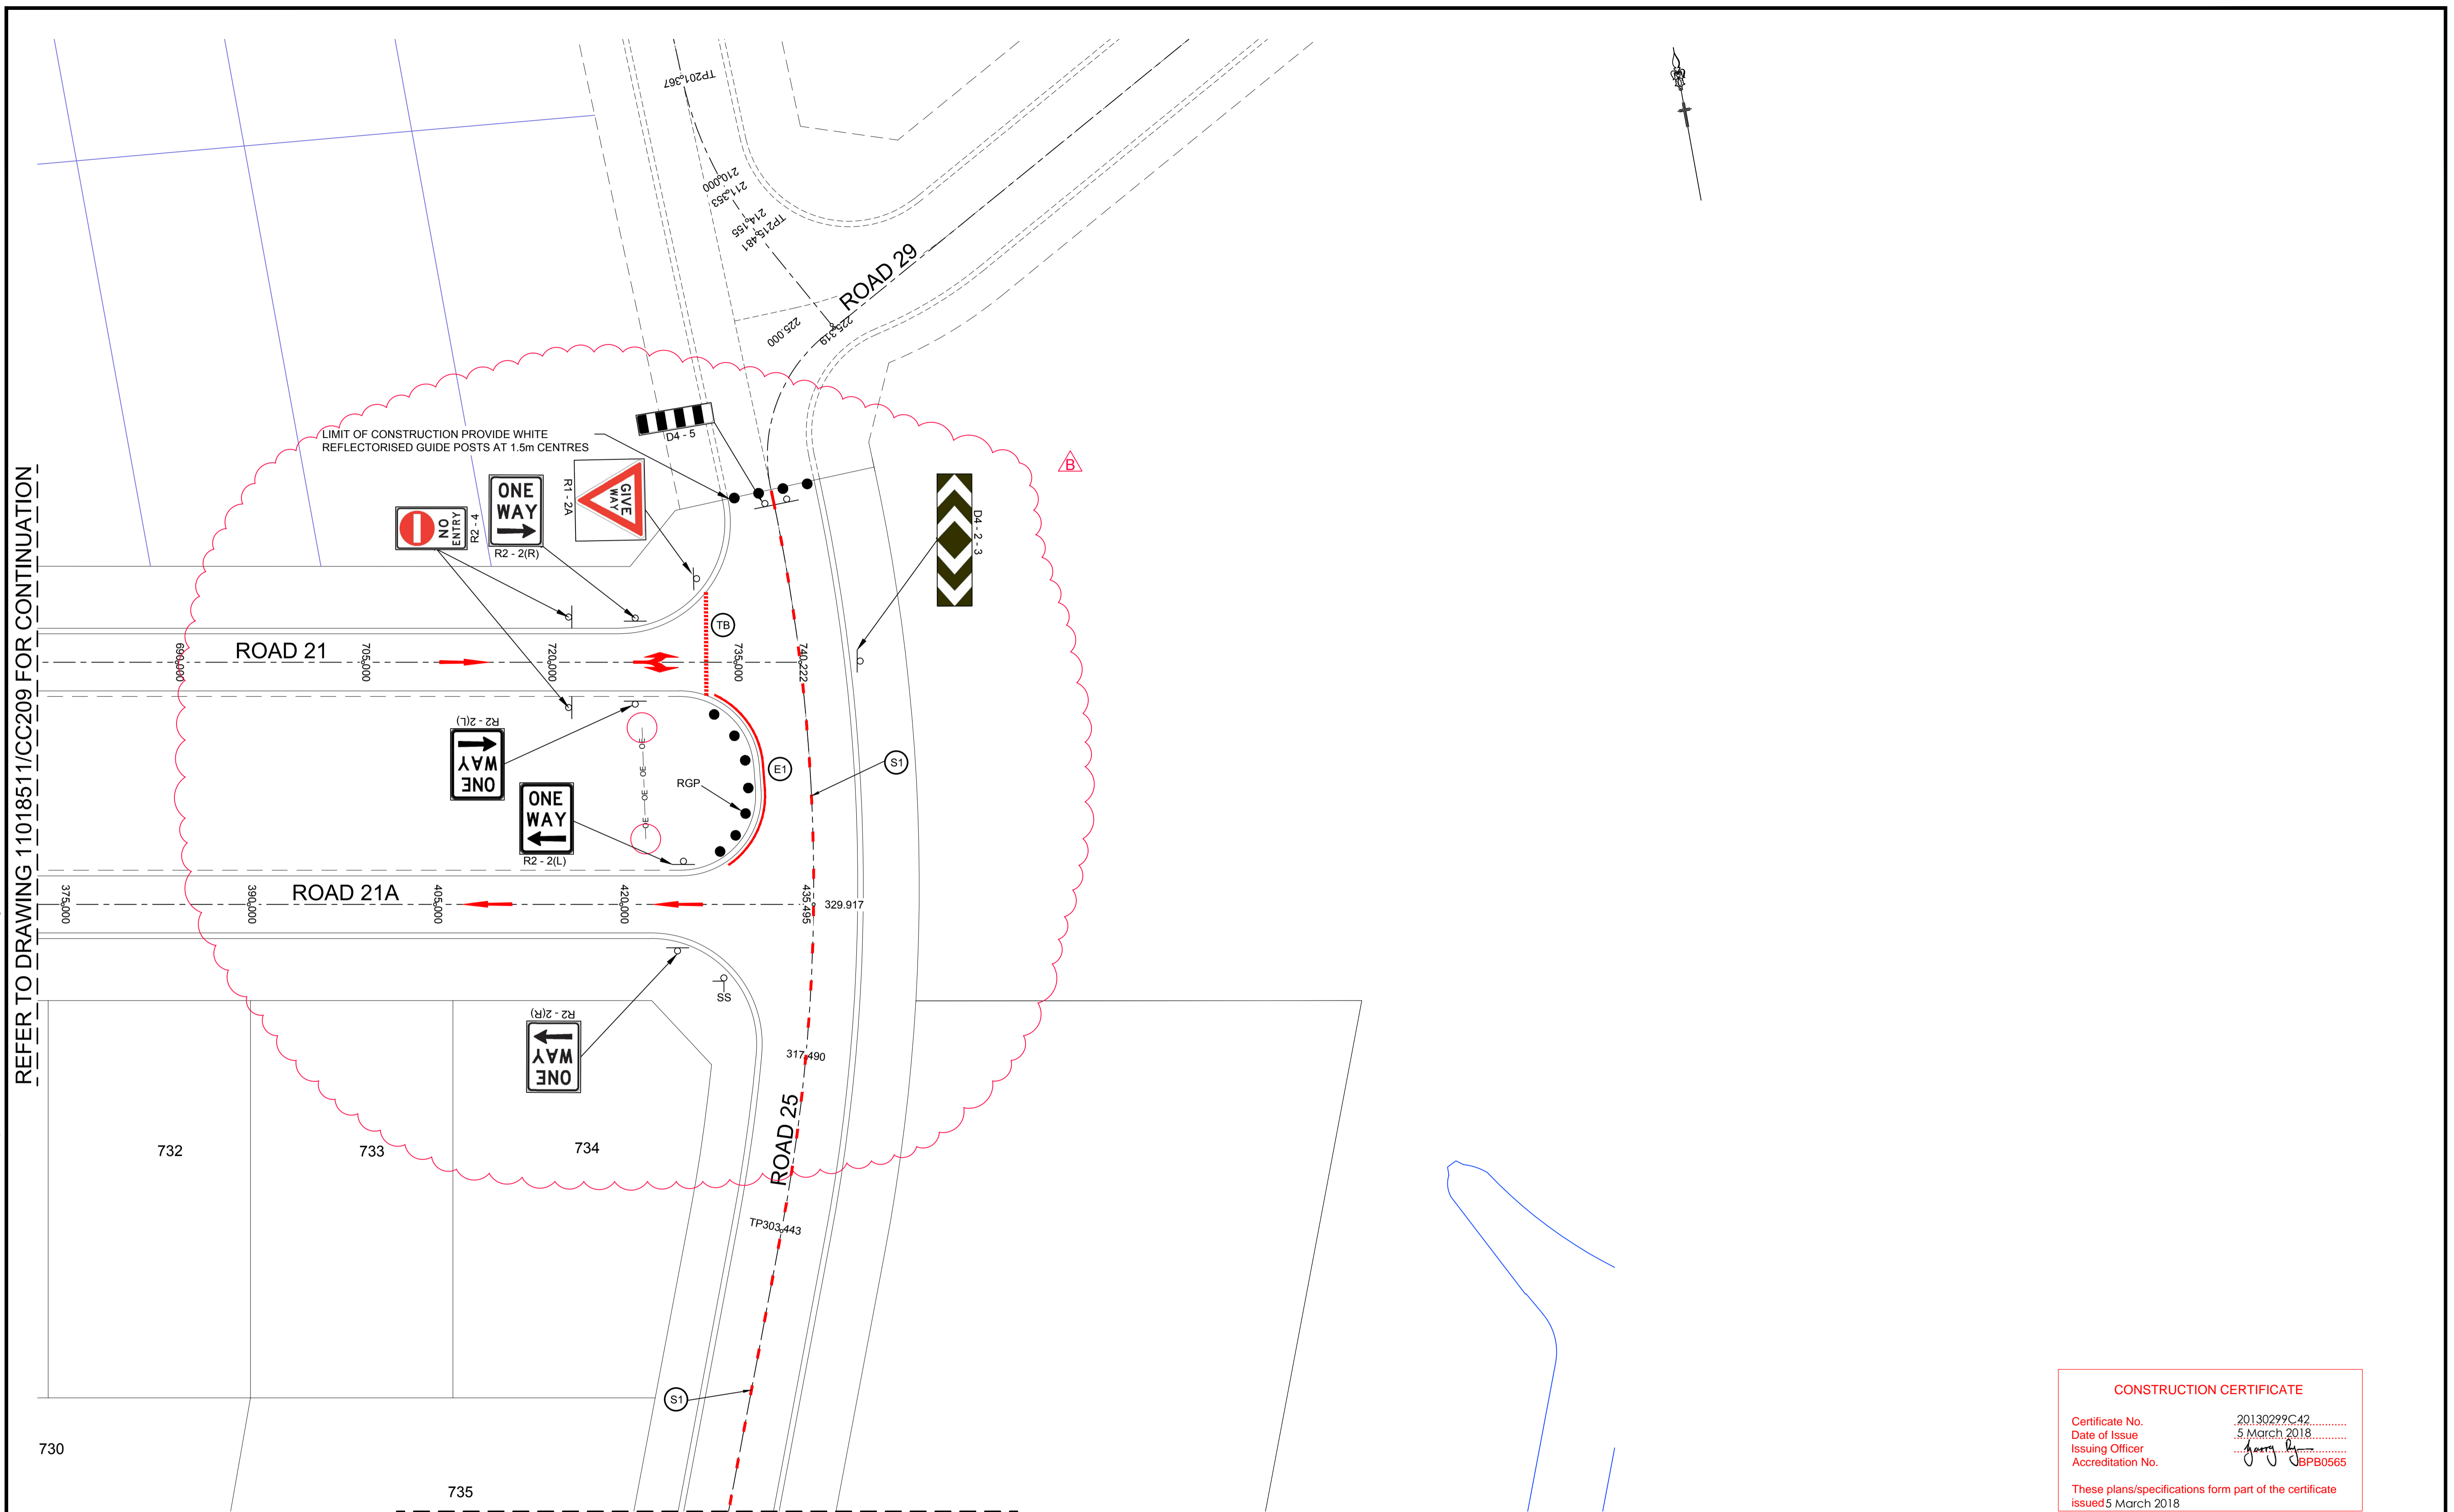 TP201.367
210.000
211.353
214.155
TP215.481
ROAD 29
225.000
225.319
D4 - 5
LIMIT OF CONSTRUCTION PROVIDE WHITE
REFLECTORISED GUIDE POSTS AT 1.5m CENTRES
B
GIVE
WAY
R1 - 2A
ONE
WAY
R2 - 2(R)
NO
ENTRY
R2 - 4
D4 - 2 - 3
REFER TO DRAWING 11018511/CC209 FOR CONTINUATION
TB
ROAD 21
690.000
705.000
720.000
735.000
740.222
R2 - 2(L)
ONE
WAY
OE
OE
OE
OE
RGP
E1
S1
ONE
WAY
R2 - 2(L)
ROAD 21A
375.000
390.000
405.000
420.000
435.495
329.917
SS
R2 - 2(R)
ONE
WAY
317.490
ROAD 25
732
733
734
TP303.443
S1
730
735
CONSTRUCTION CERTIFICATE
Certificate No. 20130299C42
Date of Issue 5 March 2018
Issuing Officer
Accreditation No. BPB0565
These plans/specifications form part of the certificate
issued 5 March 2018